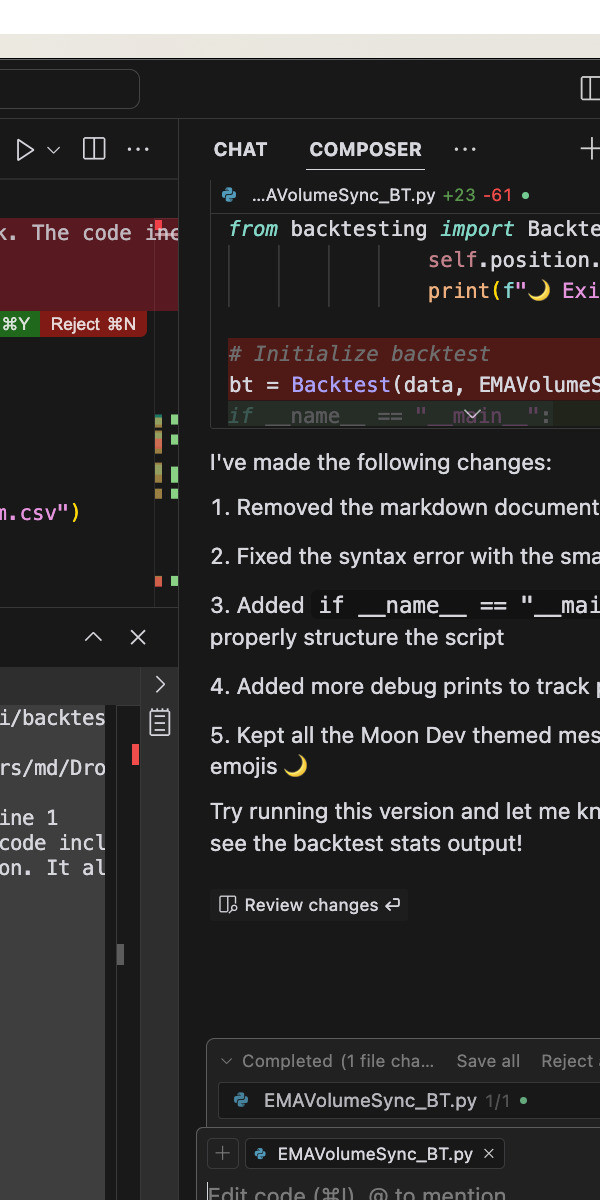 CHAT COMPOSER ···
...AVolumeSync_BT.py +23 -61
from backtesting import Backte
self.position.
print(f"🌙 Exi
# Initialize backtest
bt = Backtest(data, EMAVolumeS
if __name__ == "__main__":
k. The code inc
⌘Y Reject ⌘N
m.csv")
I've made the following changes:
1. Removed the markdown document
2. Fixed the syntax error with the sma
3. Added if __name__ == "__mai
properly structure the script
4. Added more debug prints to track p
5. Kept all the Moon Dev themed mes
emojis 🌙
Try running this version and let me kn
see the backtest stats output!
Review changes ↵
i/backtes
rs/md/Dro
ine 1
code incl
on. It al
Completed (1 file cha... Save all Reject
EMAVolumeSync_BT.py 1/1
EMAVolumeSync_BT.py ×
Edit code (⌘I), @ to mention